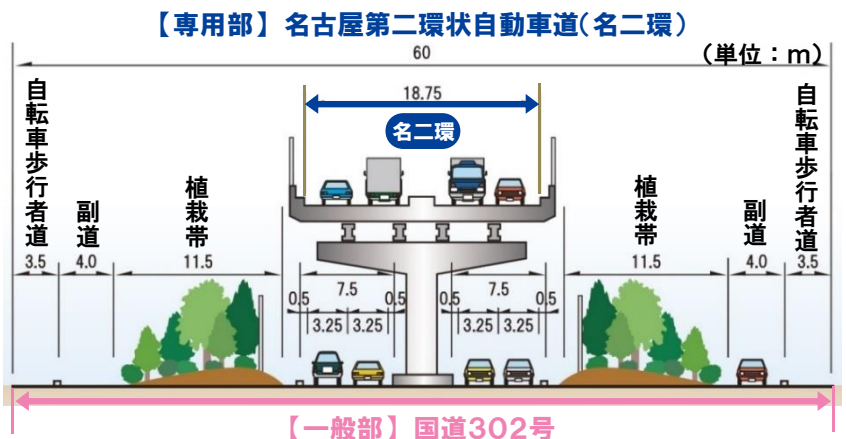 【専用部】名古屋第二環状自動車道(名二環)
60
(単位：m)
18.75
名二環
自転車歩行者道
副道
植栽帯
植栽帯
副道
自転車歩行者道
3.5
4.0
11.5
11.5
4.0
3.5
7.5
7.5
0.5
0.5
0.5
0.5
3.25
3.25
3.25
3.25
【一般部】国道302号